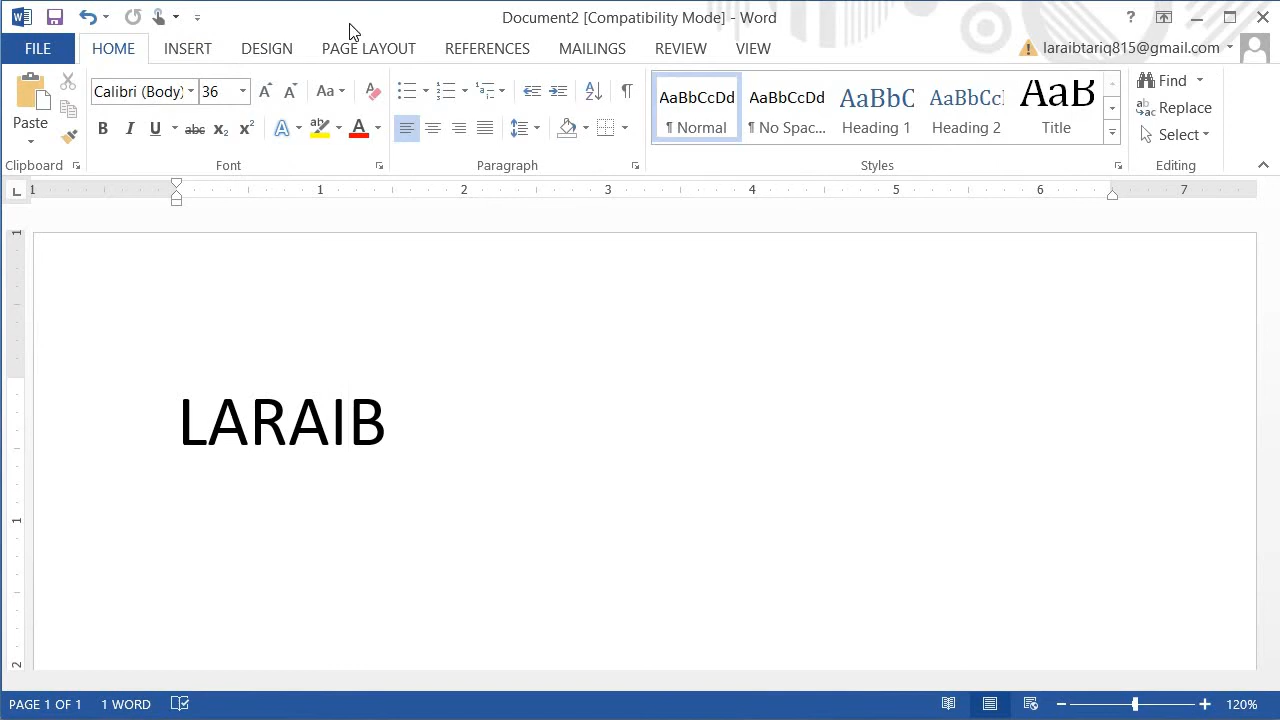 Document2 [Compatibility Mode] - Word
?
FILE HOME INSERT DESIGN PAGE LAYOUT REFERENCES MAILINGS REVIEW VIEW laraibtariq815@gmail.com
Calibri (Body) 36 Aa
AaBbCcDd AaBbCcDd AaBbC AaBbCc AaB
Find
Paste
B I U abc x₂ x² A ab A
¶ Normal ¶ No Spac... Heading 1 Heading 2 Title
Replace
Select
Clipboard Font Paragraph Styles Editing
L 1 1 2 3 4 5 6 7
1
LARAIB
1
2
PAGE 1 OF 1 1 WORD 120%